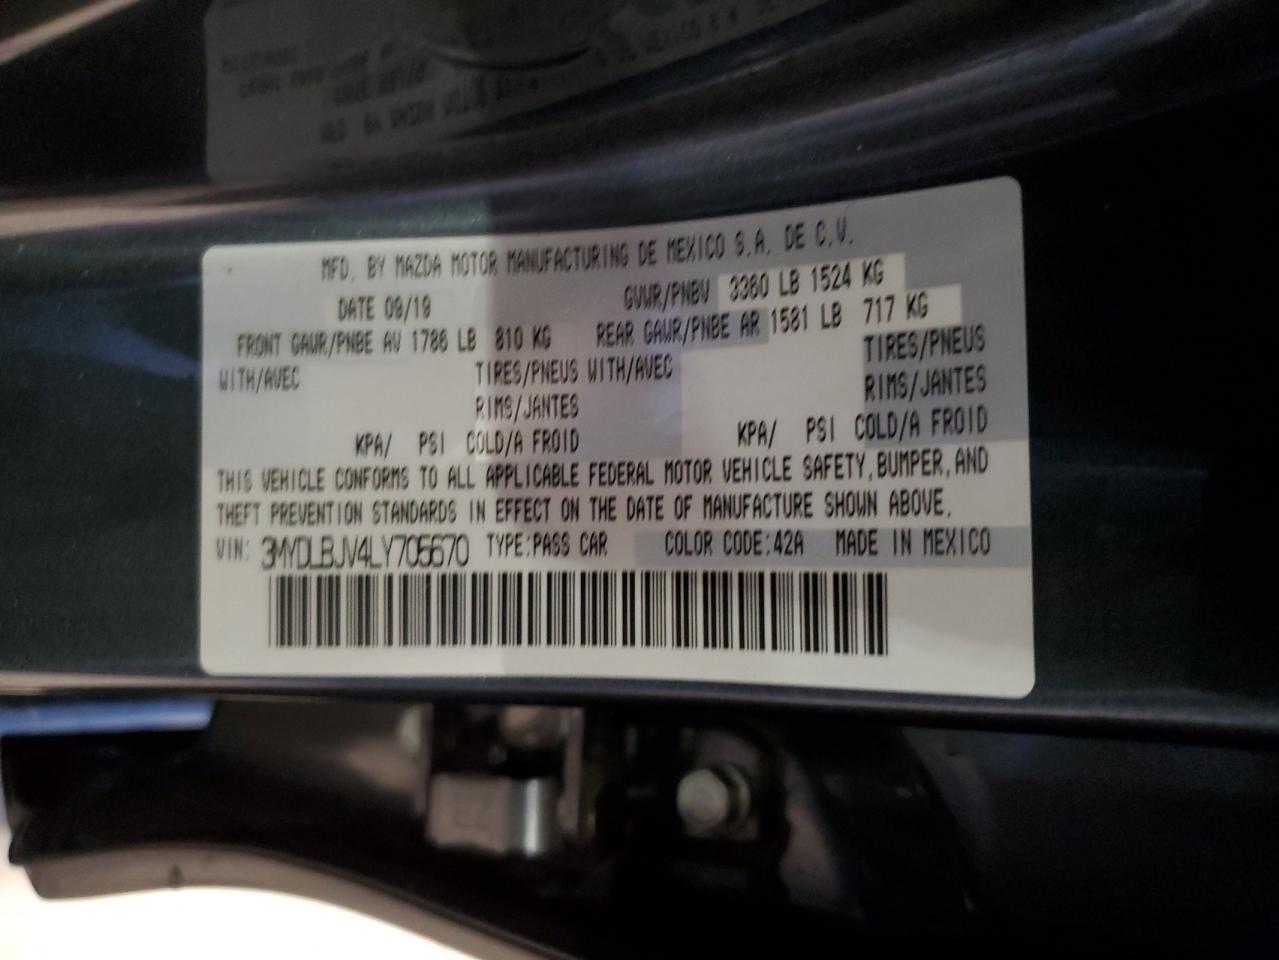 MFD. BY MAZDA MOTOR MANUFACTURING DE MEXICO S.A. DE C.V.
DATE 09/19 GVWR/PNBV 3360 LB 1524 KG
FRONT GAWR/PNBE AV 1786 LB 810 KG REAR GAWR/PNBE AR 1581 LB 717 KG
WITH/AVEC TIRES/PNEUS WITH/AVEC TIRES/PNEUS
RIMS/JANTES RIMS/JANTES
KPA/ PSI COLD/A FROID KPA/ PSI COLD/A FROID
THIS VEHICLE CONFORMS TO ALL APPLICABLE FEDERAL MOTOR VEHICLE SAFETY, BUMPER, AND
THEFT PREVENTION STANDARDS IN EFFECT ON THE DATE OF MANUFACTURE SHOWN ABOVE.
VIN: 3MYDLBJV4LY705670 TYPE:PASS CAR COLOR CODE:42A MADE IN MEXICO